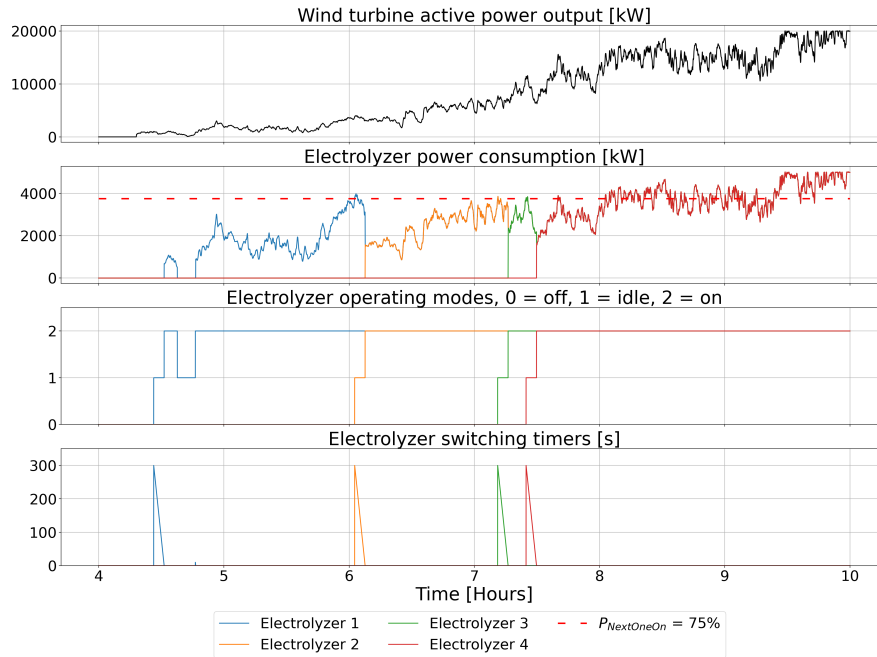 Wind turbine active power output [kW]
20000
10000
0
Electrolyzer power consumption [kW]
4000
2000
0
Electrolyzer operating modes, 0 = off, 1 = idle, 2 = on
2
1
0
Electrolyzer switching timers [s]
300
200
100
0
4 5 6 7 8 9 10
Time [Hours]
Electrolyzer 1 Electrolyzer 3 P_NextOneOn = 75%
Electrolyzer 2 Electrolyzer 4